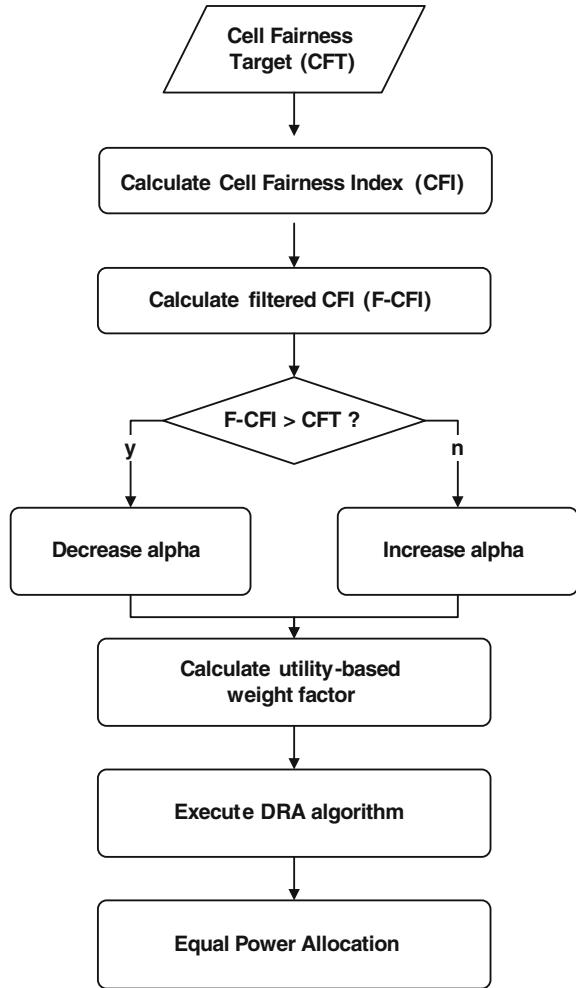 Cell Fairness
Target (CFT)
Calculate Cell Fairness Index (CFI)
Calculate filtered CFI (F-CFI)
F-CFI > CFT ?
y
n
Decrease alpha
Increase alpha
Calculate utility-based
weight factor
Execute DRA algorithm
Equal Power Allocation